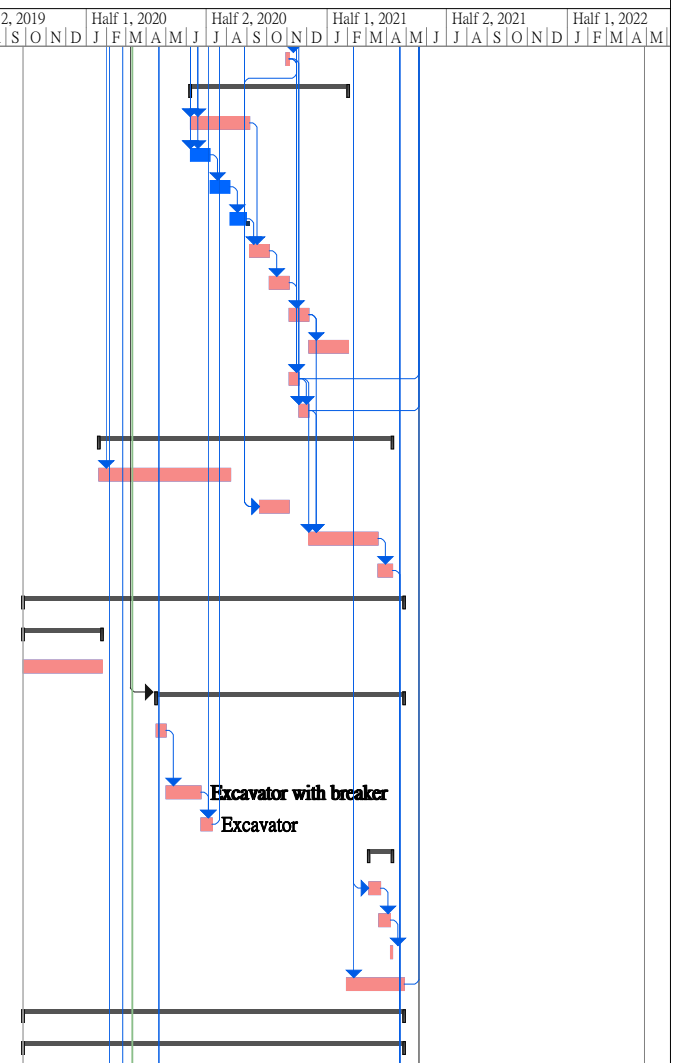 2, 2019 Half 1, 2020 Half 2, 2020 Half 1, 2021 Half 2, 2021 Half 1, 2022
S O N D J F M A M J J A S O N D J F M A M J J A S O N D J F M A M
Excavator with breaker
Excavator